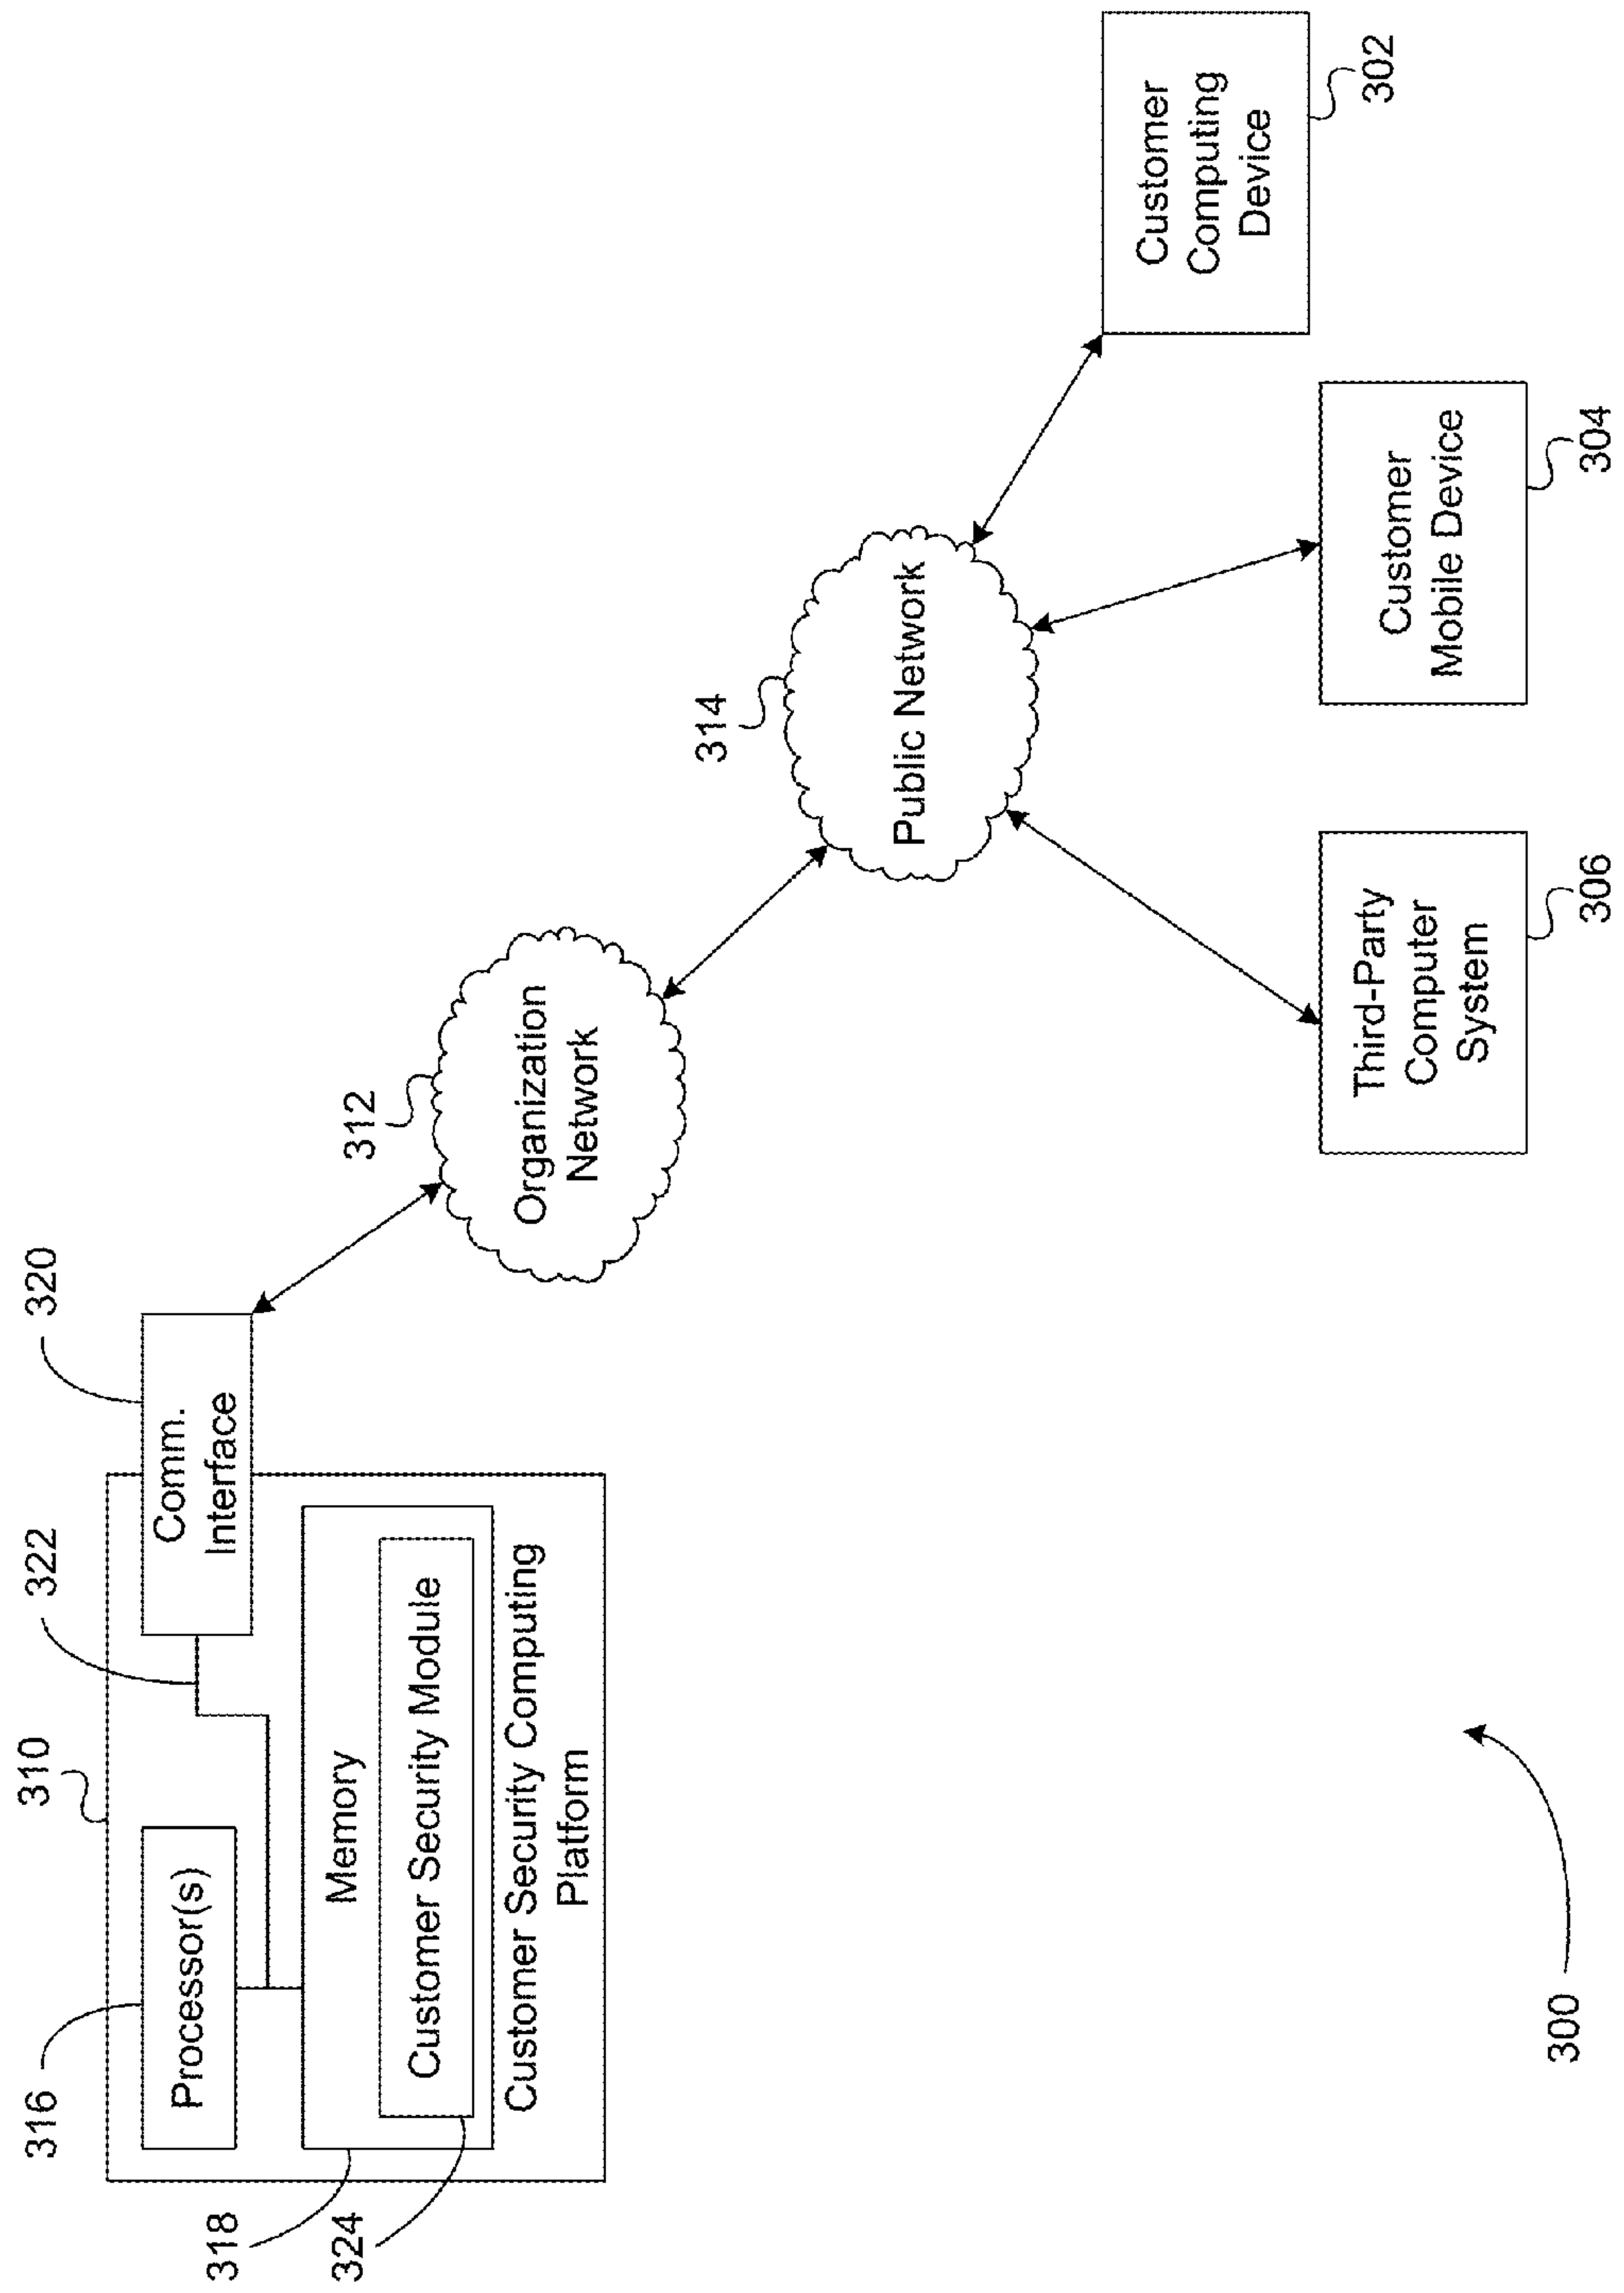 310
316
Processor(s)
322
320
Comm.
Interface
318
Memory
324
Customer Security Module
Customer Security Computing
Platform
312
Organization
Network
314
Public Network
Customer
Computing
Device
302
Customer
Mobile Device
304
Third-Party
Computer
System
306
300